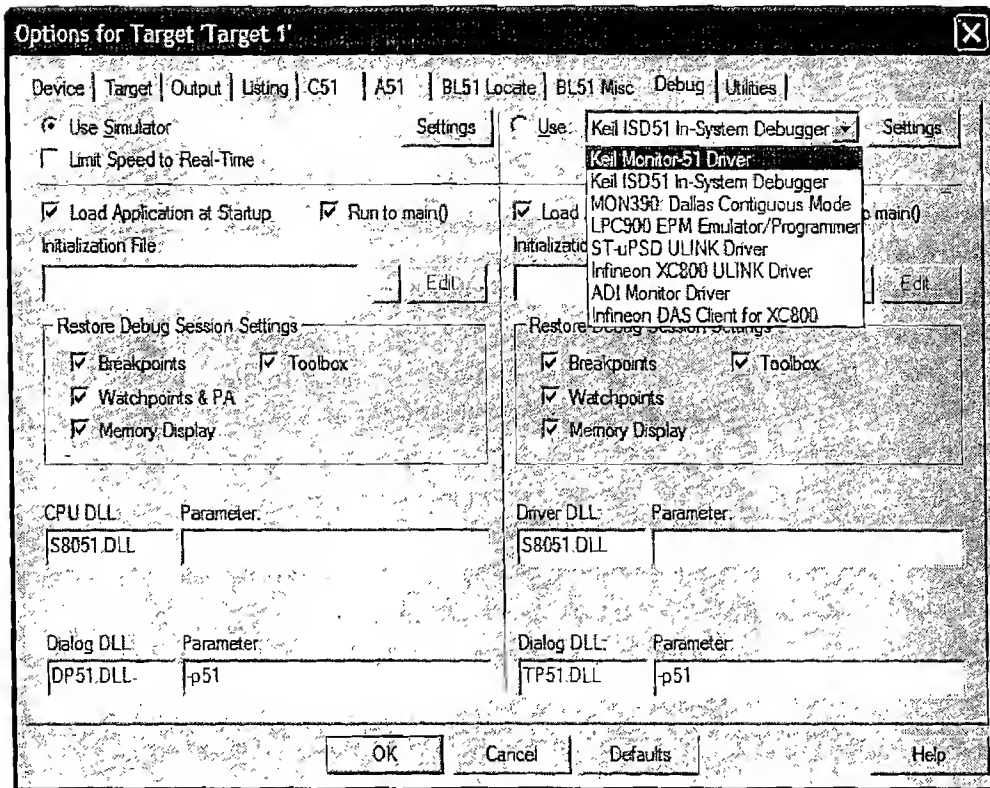 Options for Target 'Target 1'
Device Target Output Listing C51 A51 BL51 Locate BL51 Misc Debug Utilities
Use Simulator Settings Use: Keil ISD51 In-System Debugger Settings
Limit Speed to Real-Time
Keil Monitor-51 Driver
Keil ISD51 In-System Debugger
MON390: Dallas Contiguous Mode
LPC900 EPM Emulator/Programmer
ST-uPSD ULINK Driver
Infineon XC800 ULINK Driver
ADI Monitor Driver
Infineon DAS Client for XC800
Load Application at Startup Run to main() Load o main()
Initialization File: Initializatio
... Edit... Edit...
Restore Debug Session Settings Restore Debug Session Settings
Breakpoints Toolbox Breakpoints Toolbox
Watchpoints & PA Watchpoints
Memory Display Memory Display
CPU DLL: Parameter: Driver DLL: Parameter:
S8051.DLL S8051.DLL
Dialog DLL: Parameter: Dialog DLL: Parameter:
DP51.DLL -p51 TP51.DLL -p51
OK Cancel Defaults Help